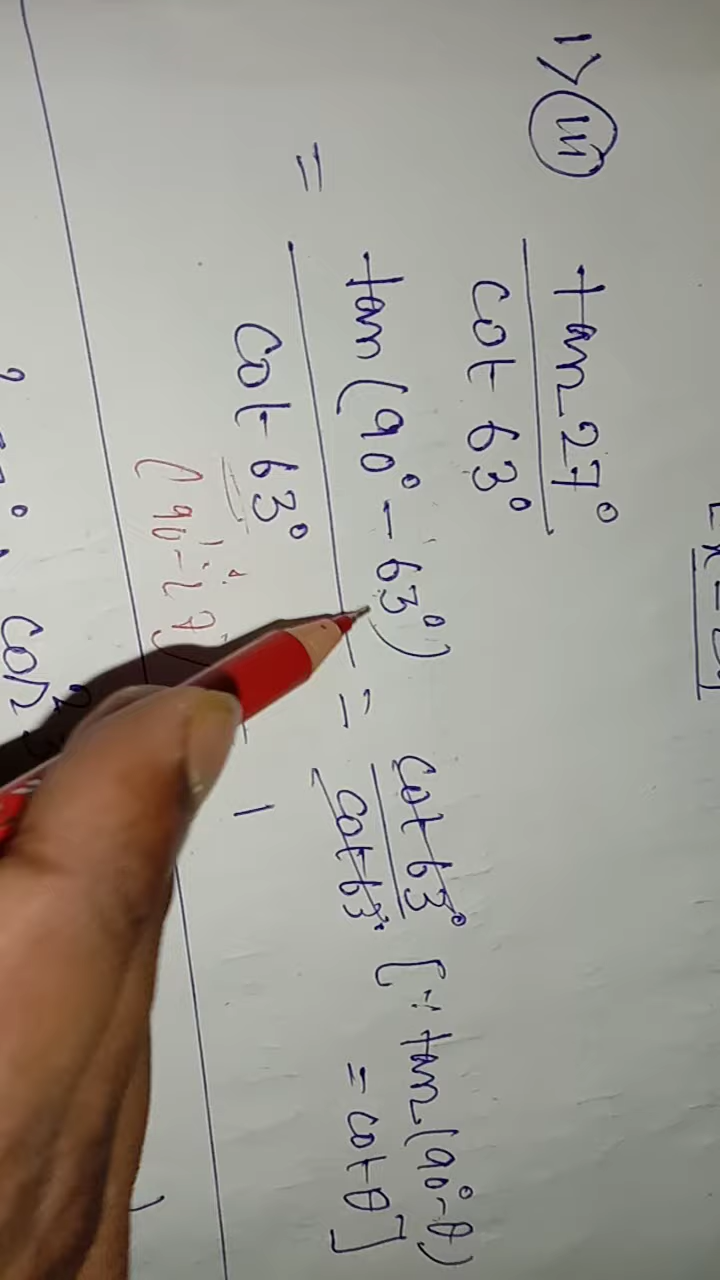 1> (iii) tan 27° / cot 63°
= tan(90° - 63°) / cot 63° = cot 63° / cot 63° [∵ tan(90° - θ) = cot θ]
(90° - 27°)
= 1